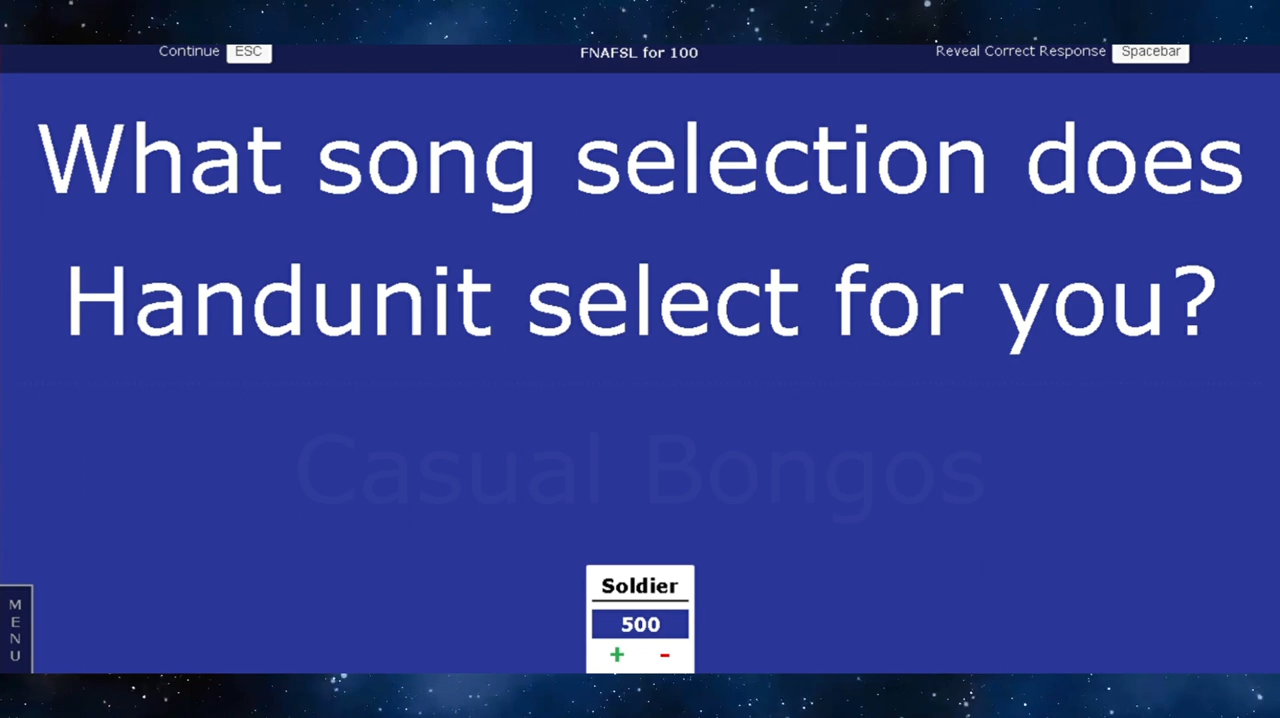 Continue ESC FNAFSL for 100 Reveal Correct Response Spacebar
What song selection does
Handunit select for you?
Casual Bongos
Soldier
500
+ -
MENU